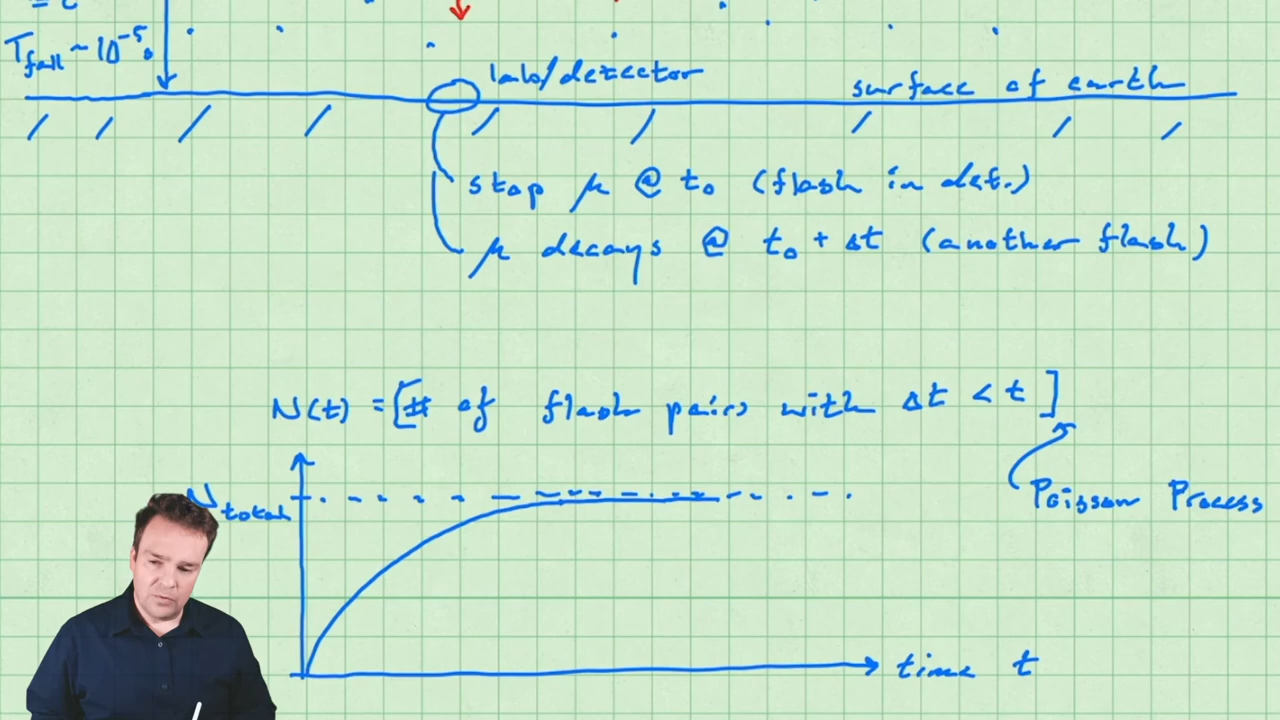 T_fall ~ 10^-5 s
lab/detector
surface of earth
stop μ @ t₀ (flash in det.)
μ decays @ t₀ + Δt (another flash)
N(t) = [# of flash pairs with Δt < t]
N_total
Poisson Process
time t